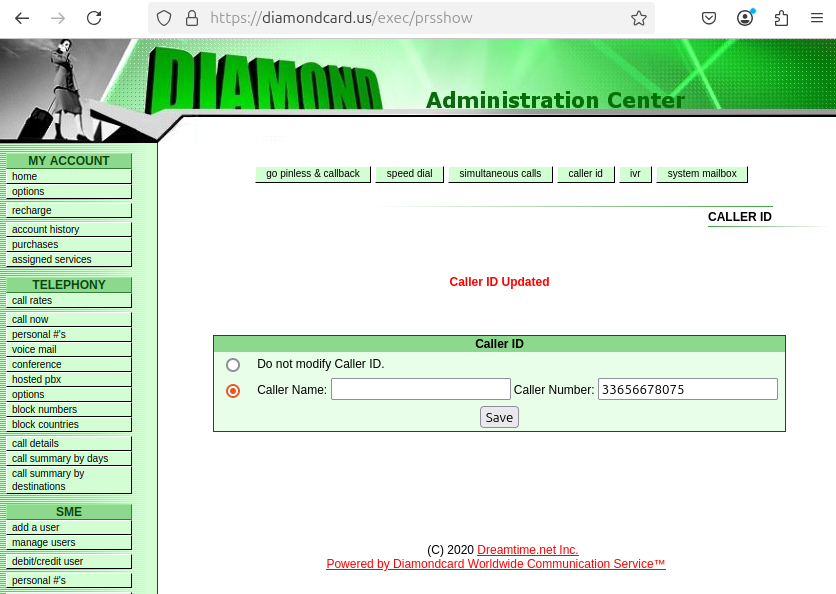 https://diamondcard.us/exec/prsshow
DIAMOND
Administration Center
MY ACCOUNT
home
options
recharge
account history
purchases
assigned services
TELEPHONY
call rates
call now
personal #'s
voice mail
conference
hosted pbx
options
block numbers
block countries
call details
call summary by days
call summary by
destinations
SME
add a user
manage users
debit/credit user
personal #'s
go pinless & callback speed dial simultaneous calls caller id ivr system mailbox
CALLER ID
Caller ID Updated
Caller ID
Do not modify Caller ID.
Caller Name: Caller Number: 33656678075
Save
(C) 2020 Dreamtime.net Inc.
Powered by Diamondcard Worldwide Communication Service™